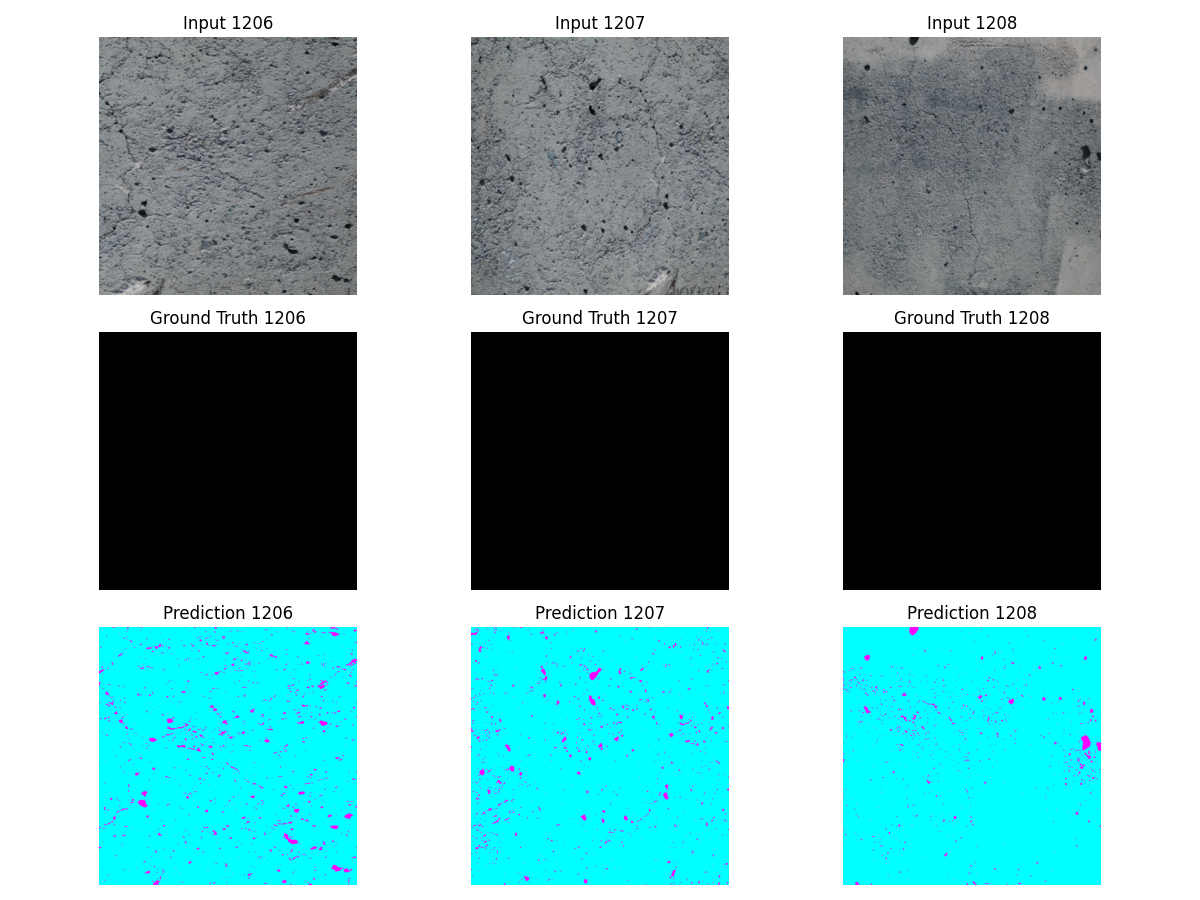 Input 1206
Input 1207
Input 1208
Ground Truth 1206
Ground Truth 1207
Ground Truth 1208
Prediction 1206
Prediction 1207
Prediction 1208